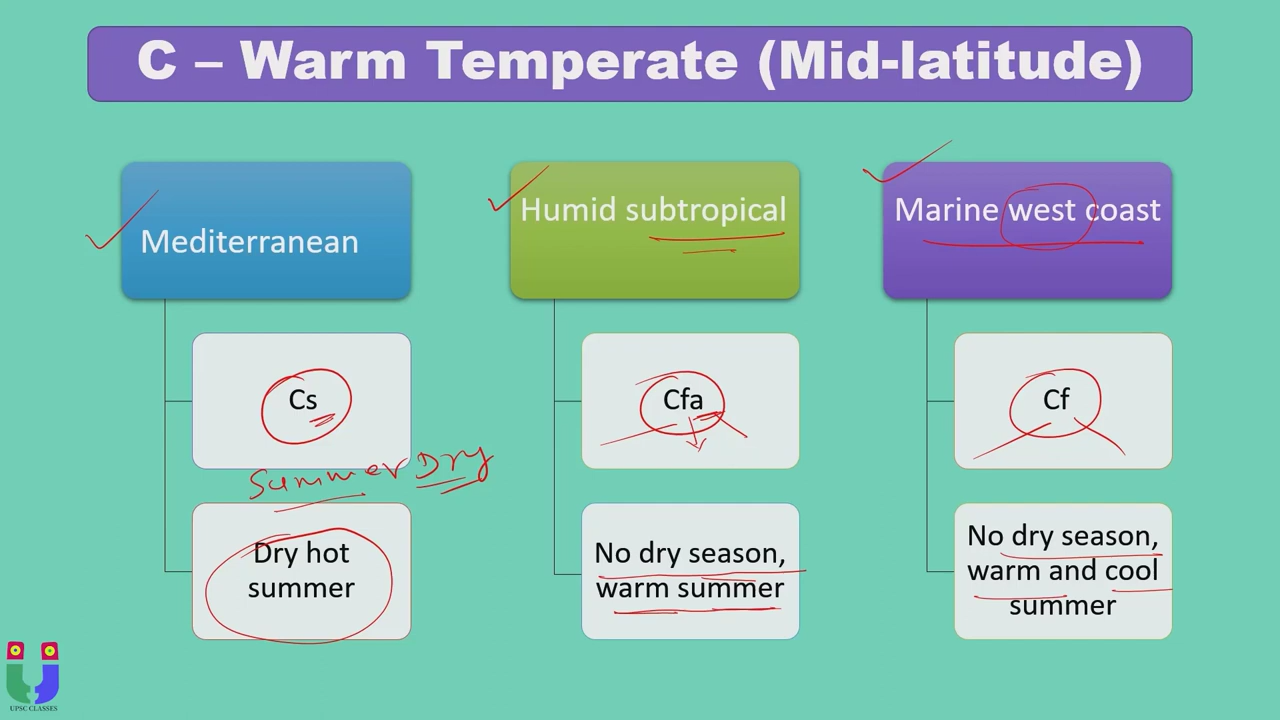 C – Warm Temperate (Mid-latitude)
Mediterranean
Cs
Summer Dry
Dry hot
summer
Humid subtropical
Cfa
No dry season,
warm summer
Marine west coast
Cf
No dry season,
warm and cool
summer
UPSC CLASSES